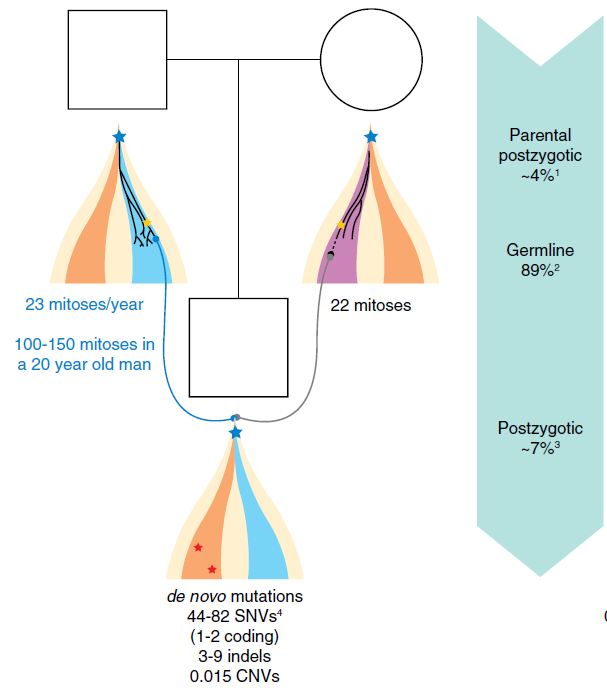 Parental
postzygotic
~4%¹
Germline
89%²
23 mitoses/year
22 mitoses
100-150 mitoses in
a 20 year old man
Postzygotic
~7%³
de novo mutations
44-82 SNVs⁴
(1-2 coding)
3-9 indels
0.015 CNVs